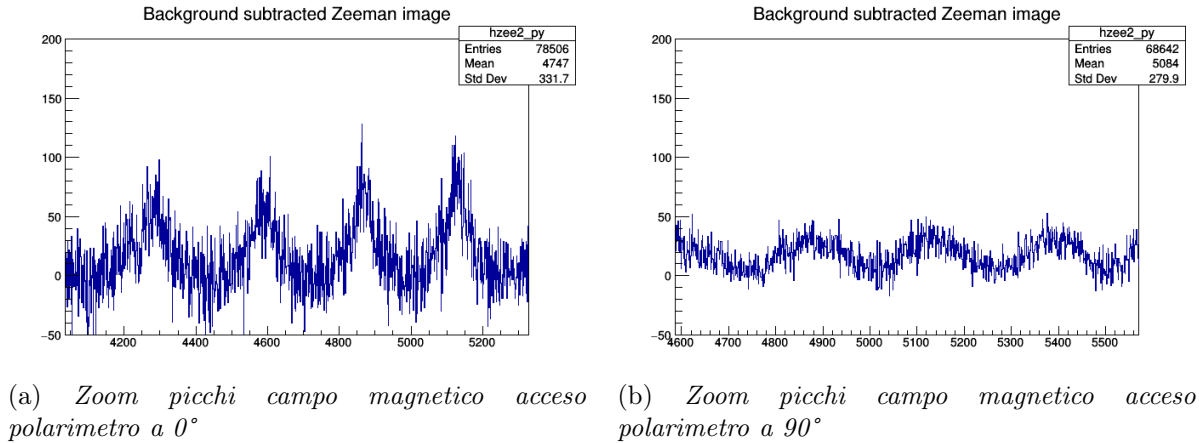 Background subtracted Zeeman image
hzee2_py
Entries 78506
Mean 4747
Std Dev 331.7
200
150
100
50
0
−50
4200 4400 4600 4800 5000 5200
(a) Zoom picchi campo magnetico acceso
polarimetro a 0°
Background subtracted Zeeman image
hzee2_py
Entries 68642
Mean 5084
Std Dev 279.9
200
150
100
50
0
−50
4600 4700 4800 4900 5000 5100 5200 5300 5400 5500
(b) Zoom picchi campo magnetico acceso
polarimetro a 90°